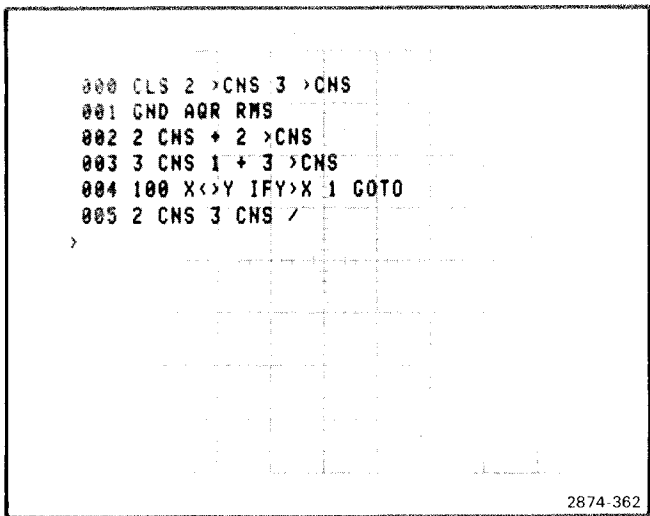 000 CLS 2 >CNS 3 >CNS
001 GND AQR RMS
002 2 CNS + 2 >CNS
003 3 CNS 1 + 3 >CNS
004 100 X<>Y IFY>X 1 GOTO
005 2 CNS 3 CNS /
>
2874-362